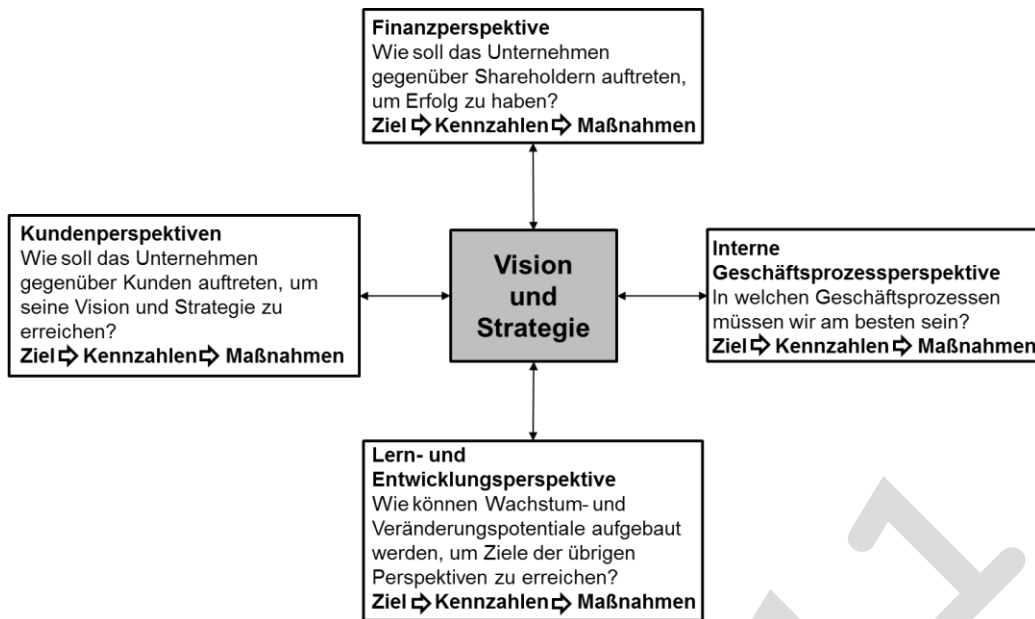 Finanzperspektive
Wie soll das Unternehmen
gegenüber Shareholdern auftreten,
um Erfolg zu haben?
Ziel ⇨ Kennzahlen ⇨ Maßnahmen
Kundenperspektiven
Wie soll das Unternehmen
gegenüber Kunden auftreten, um
seine Vision und Strategie zu
erreichen?
Ziel ⇨ Kennzahlen ⇨ Maßnahmen
Vision
und
Strategie
Interne
Geschäftsprozessperspektive
In welchen Geschäftsprozessen
müssen wir am besten sein?
Ziel ⇨ Kennzahlen ⇨ Maßnahmen
Lern- und
Entwicklungsperspektive
Wie können Wachstum- und
Veränderungspotentiale aufgebaut
werden, um Ziele der übrigen
Perspektiven zu erreichen?
Ziel ⇨ Kennzahlen ⇨ Maßnahmen